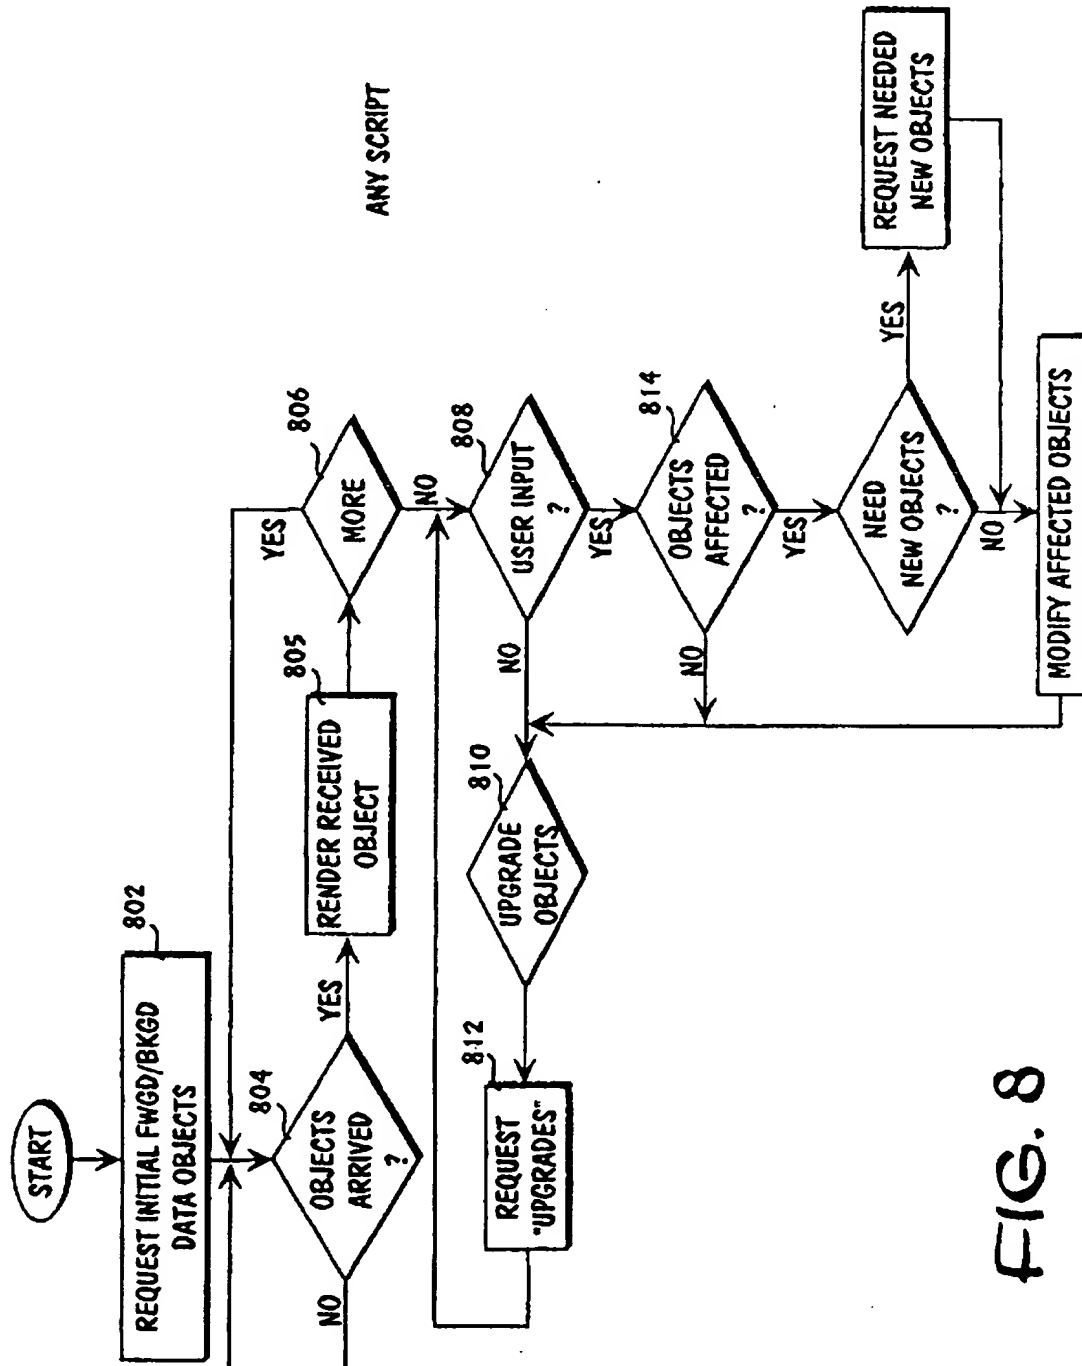 START
REQUEST INITIAL FWGD/BKGD
DATA OBJECTS
802
OBJECTS
ARRIVED
?
804
NO
YES
RENDER RECEIVED
OBJECT
805
MORE
806
YES
NO
USER INPUT
?
808
NO
YES
UPGRADE
OBJECTS
810
REQUEST
"UPGRADES"
812
OBJECTS
AFFECTED
?
814
NO
YES
NEED
NEW OBJECTS
?
YES
NO
REQUEST NEEDED
NEW OBJECTS
MODIFY AFFECTED OBJECTS
ANY SCRIPT
FIG. 8